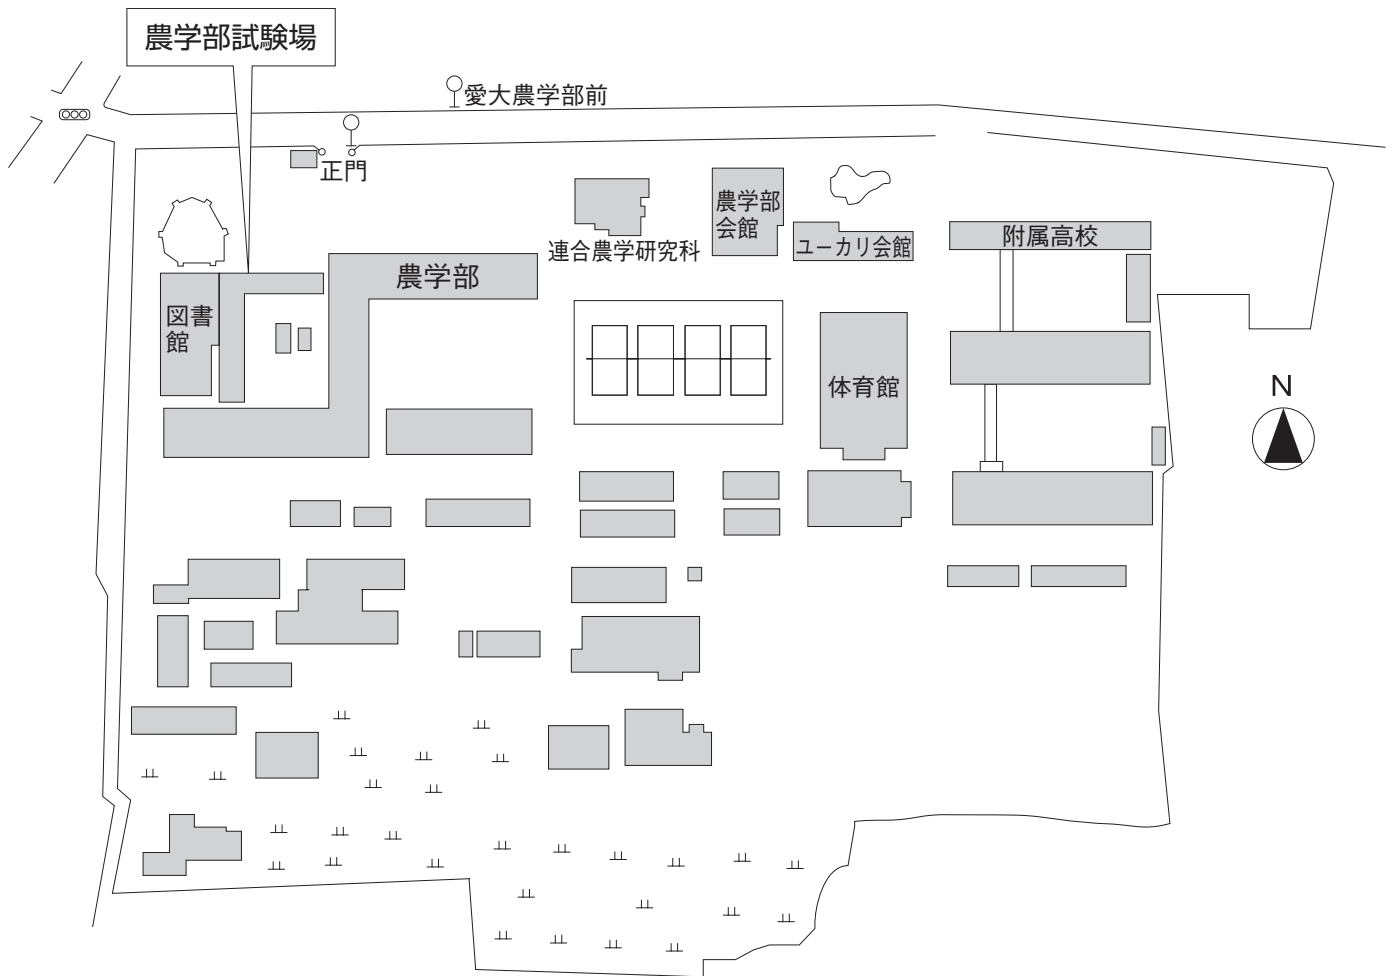 農学部試験場
愛大農学部前
正門
農学部
会館
連合農学研究科
ユーカリ会館
附属高校
農学部
図書
館
体育館
N